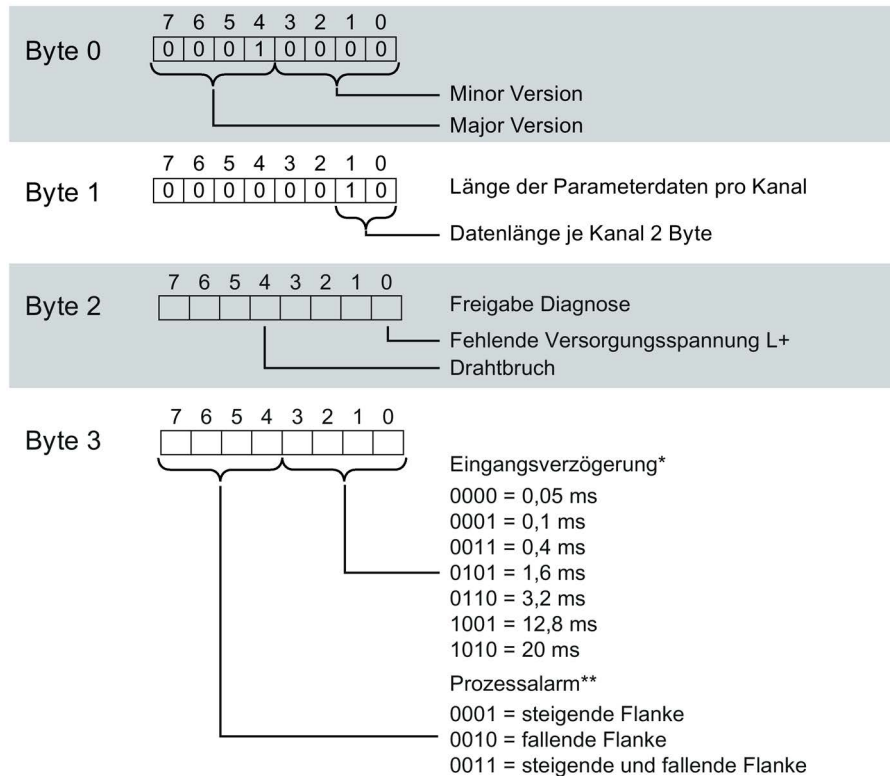 7 6 5 4 3 2 1 0
Byte 0
0 0 0 1 0 0 0 0
Minor Version
Major Version
7 6 5 4 3 2 1 0
Byte 1
0 0 0 0 0 0 1 0
Länge der Parameterdaten pro Kanal
Datenlänge je Kanal 2 Byte
7 6 5 4 3 2 1 0
Byte 2
Freigabe Diagnose
Fehlende Versorgungsspannung L+
Drahtbruch
7 6 5 4 3 2 1 0
Byte 3
Eingangsverzögerung*
0000 = 0,05 ms
0001 = 0,1 ms
0011 = 0,4 ms
0101 = 1,6 ms
0110 = 3,2 ms
1001 = 12,8 ms
1010 = 20 ms
Prozessalarm**
0001 = steigende Flanke
0010 = fallende Flanke
0011 = steigende und fallende Flanke